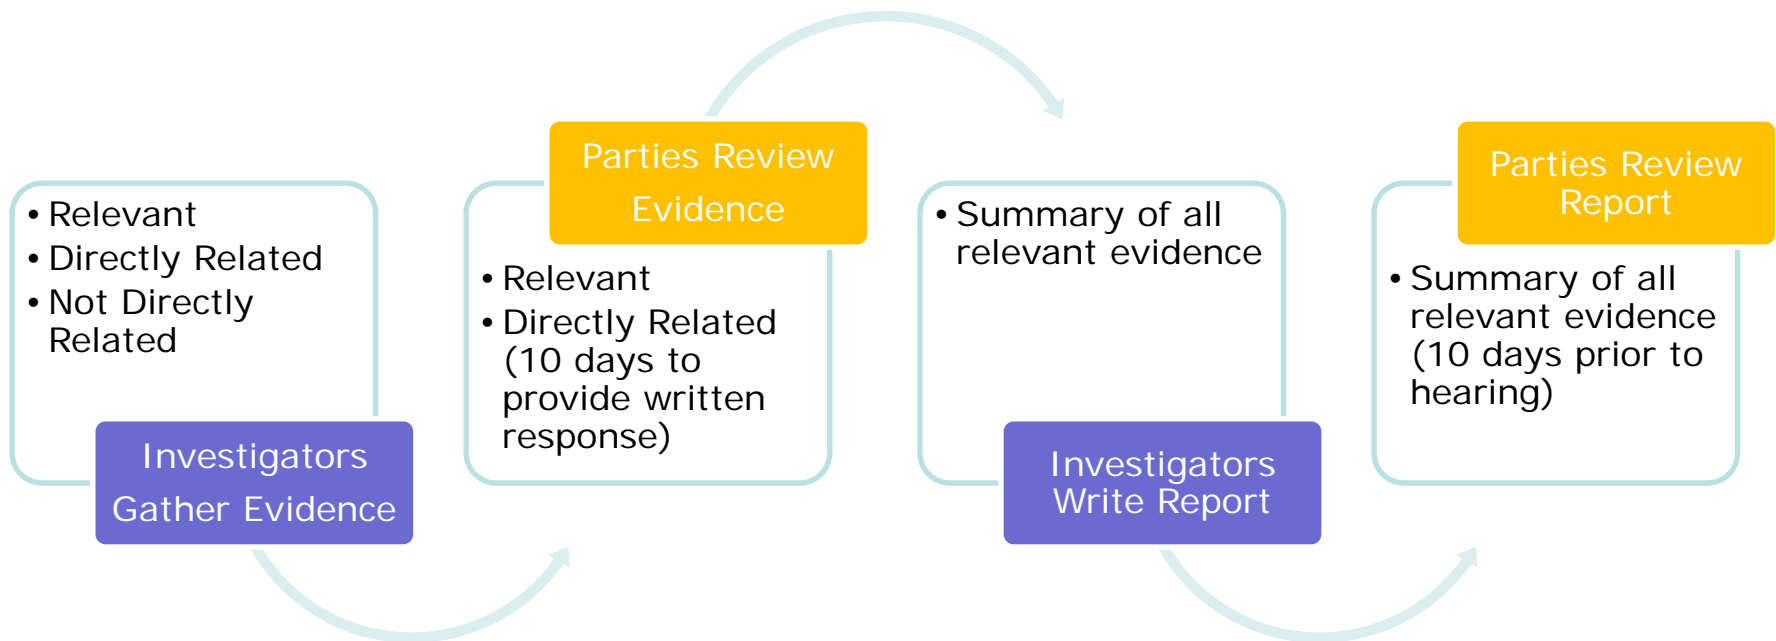 • Relevant
• Directly Related
• Not Directly
Related
Investigators
Gather Evidence
Parties Review
Evidence
• Relevant
• Directly Related
(10 days to
provide written
response)
• Summary of all
relevant evidence
Investigators
Write Report
Parties Review
Report
• Summary of all
relevant evidence
(10 days prior to
hearing)